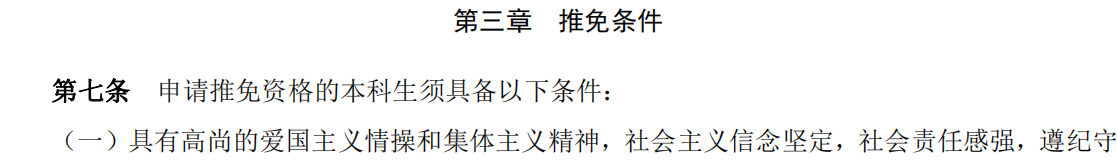 第三章　推免条件
第七条　申请推免资格的本科生须具备以下条件：
（一）具有高尚的爱国主义情操和集体主义精神，社会主义信念坚定，社会责任感强，遵纪守